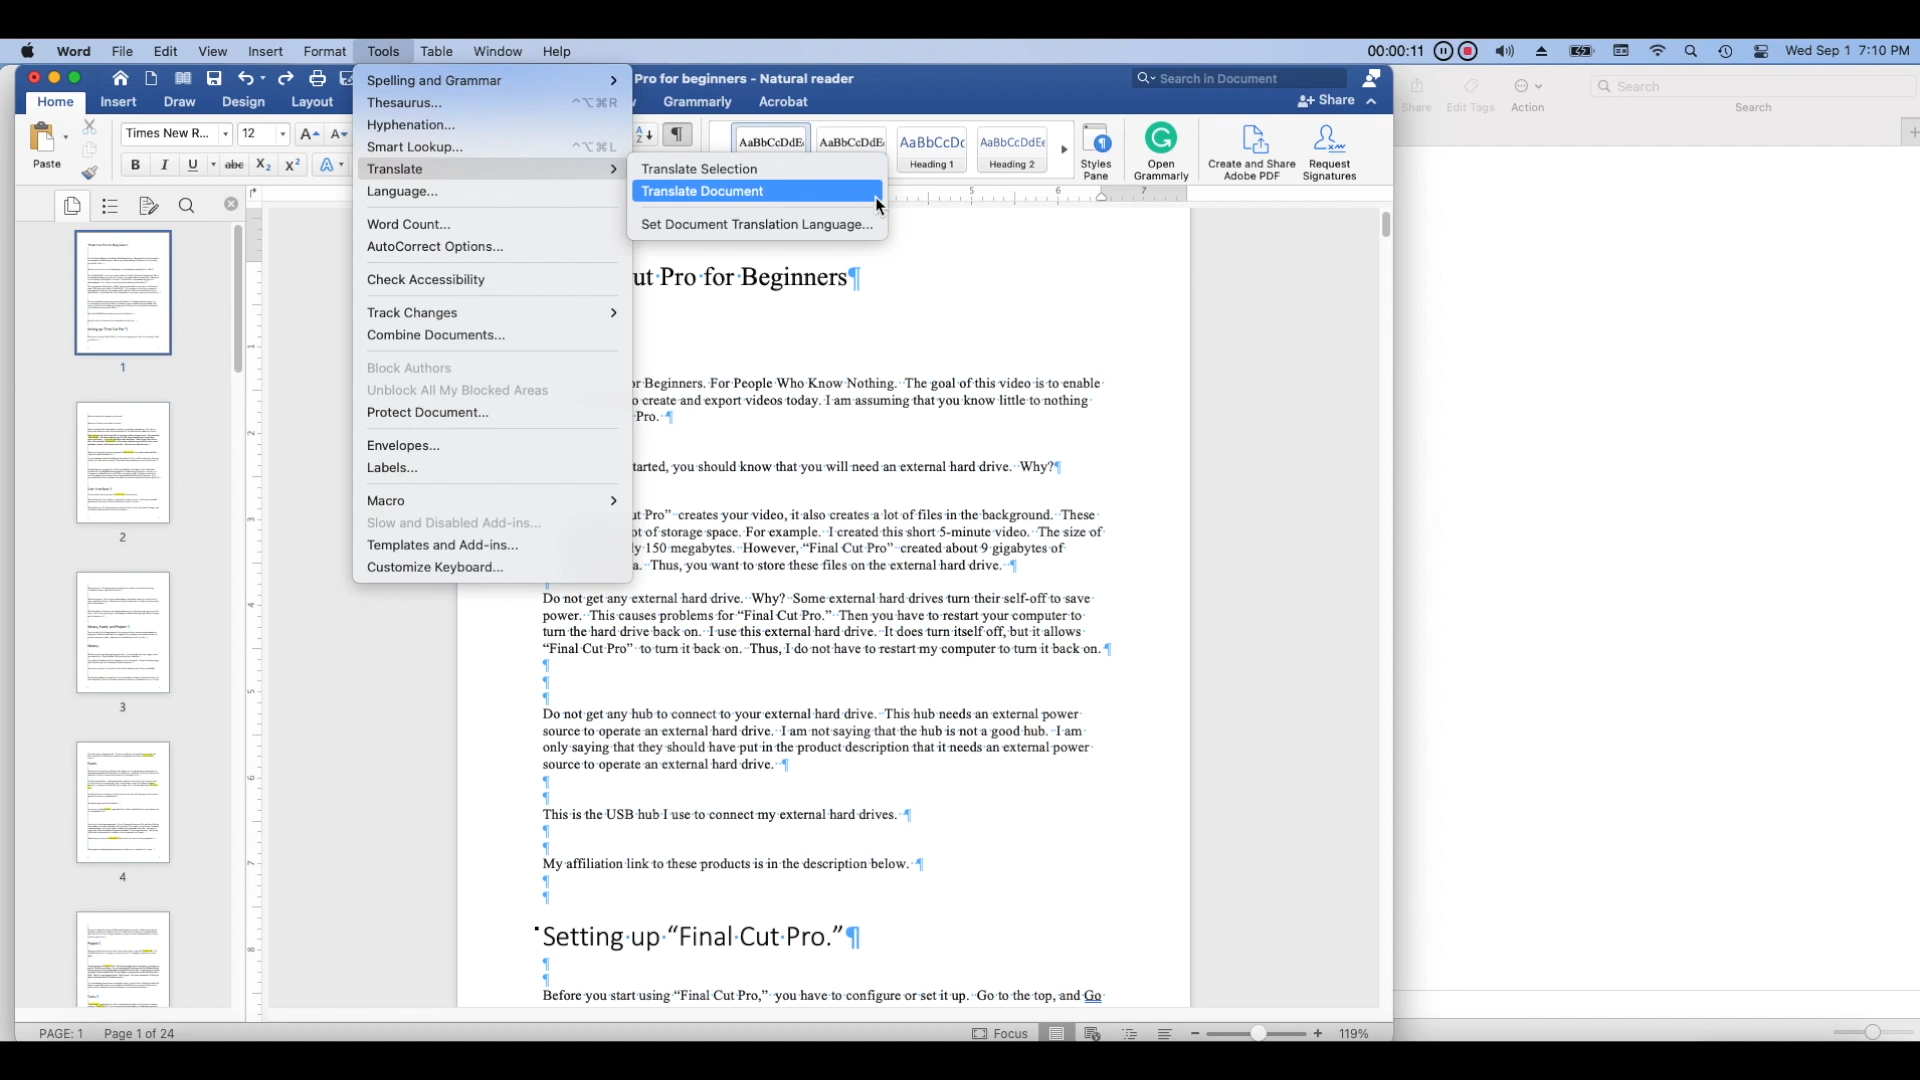 Word File Edit View Insert Format Tools Table Window Help 00:00:11 Wed Sep 1 7:10 PM
Pro for beginners - Natural reader
Search in Document
Home Insert Draw Design Layout Grammarly Acrobat Share
Times New R... 12
Paste
B I U abc X₂ X² A
AaBbCcDdE AaBbCcDdE AaBbCcDc AaBbCcDdE
Heading 1 Heading 2
Styles Pane
Open Grammarly
Create and Share Adobe PDF
Request Signatures
Share Edit Tags Action Search
Search
Spelling and Grammar
Thesaurus... ^⌥⌘R
Hyphenation...
Smart Lookup... ^⌥⌘L
Translate
Language...
Word Count...
AutoCorrect Options...
Check Accessibility
Track Changes
Combine Documents...
Block Authors
Unblock All My Blocked Areas
Protect Document...
Envelopes...
Labels...
Macro
Slow and Disabled Add-ins...
Templates and Add-ins...
Customize Keyboard...
Translate Selection
Translate Document
Set Document Translation Language...
5 6 7
1
2
3
4
1
2
3
4
5
6
7
8
ut Pro for Beginners¶
or Beginners. For People Who Know Nothing. The goal of this video is to enable
o create and export videos today. I am assuming that you know little to nothing
Pro. ¶
tarted, you should know that you will need an external hard drive. Why?¶
ut Pro” creates your video, it also creates a lot of files in the background. These
ot of storage space. For example. I created this short 5-minute video. The size of
ly 150 megabytes. However, “Final Cut Pro” created about 9 gigabytes of
a. Thus, you want to store these files on the external hard drive. ¶
Do not get any external hard drive. Why? Some external hard drives turn their self-off to save
power. This causes problems for “Final Cut Pro.” Then you have to restart your computer to
turn the hard drive back on. I use this external hard drive. It does turn itself off, but it allows
“Final Cut Pro” to turn it back on. Thus, I do not have to restart my computer to turn it back on. ¶
¶
¶
¶
Do not get any hub to connect to your external hard drive. This hub needs an external power
source to operate an external hard drive. I am not saying that the hub is not a good hub. I am
only saying that they should have put in the product description that it needs an external power
source to operate an external hard drive. ¶
¶
¶
This is the USB hub I use to connect my external hard drives. ¶
¶
¶
My affiliation link to these products is in the description below. ¶
¶
¶
Setting up “Final Cut Pro.”¶
¶
¶
Before you start using “Final Cut Pro,” you have to configure or set it up. Go to the top, and Go
PAGE: 1 Page 1 of 24 Focus 119%